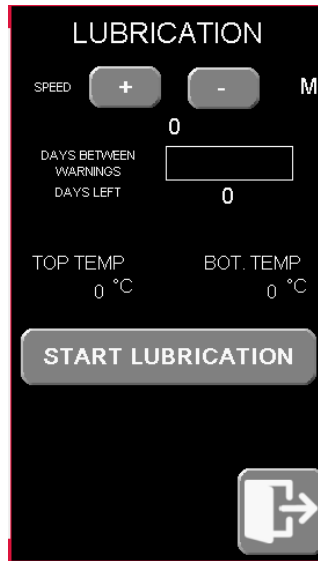 LUBRICATION
SPEED + - M
0
DAYS BETWEEN
WARNINGS
DAYS LEFT 0
TOP TEMP BOT. TEMP
0 °C 0 °C
START LUBRICATION